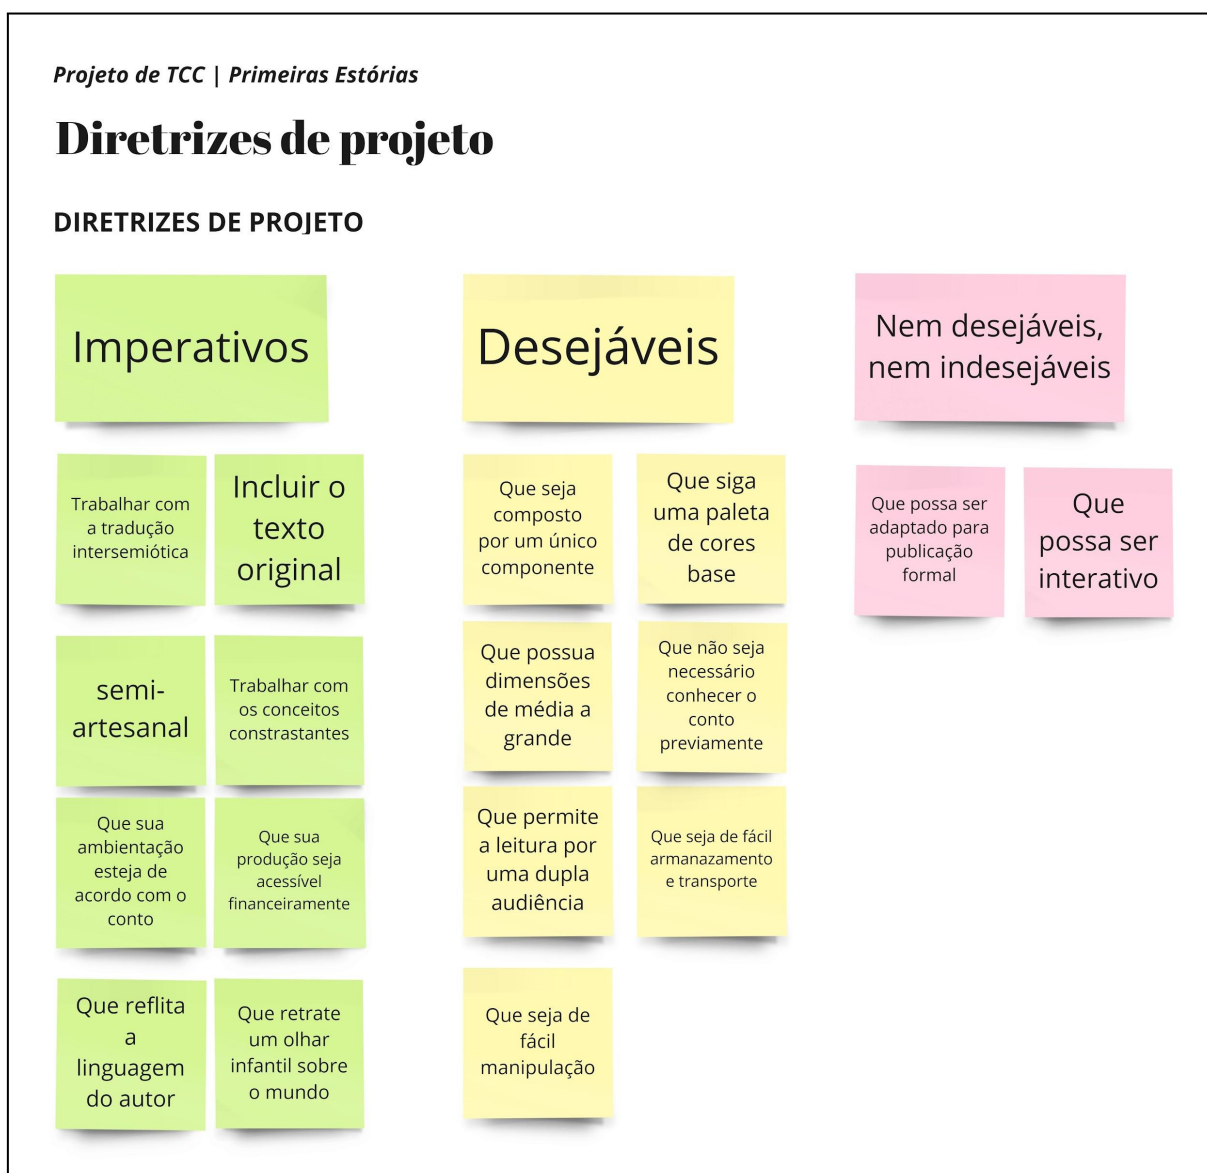 Projeto de TCC | Primeiras Estórias
Diretrizes de projeto
DIRETRIZES DE PROJETO
Imperativos
Trabalhar com
a tradução
intersemiótica
Incluir o
texto
original
semi-
artesanal
Trabalhar com
os conceitos
constrastantes
Que sua
ambientação
esteja de
acordo com o
conto
Que sua
produção seja
acessível
financeiramente
Que reflita
a
linguagem
do autor
Que retrate
um olhar
infantil sobre
o mundo
Desejáveis
Que seja
composto
por um único
componente
Que siga
uma paleta
de cores
base
Que possua
dimensões
de média a
grande
Que não seja
necessário
conhecer o
conto
previamente
Que permite
a leitura por
uma dupla
audiência
Que seja de fácil
armanazamento
e transporte
Que seja de
fácil
manipulação
Nem desejáveis,
nem indesejáveis
Que possa ser
adaptado para
publicação
formal
Que
possa ser
interativo